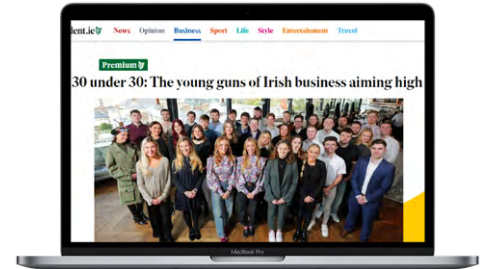 dent.ie News Opinion Business Sport Life Style Entertainment Travel
Premium
30 under 30: The young guns of Irish business aiming high
MacBook Pro